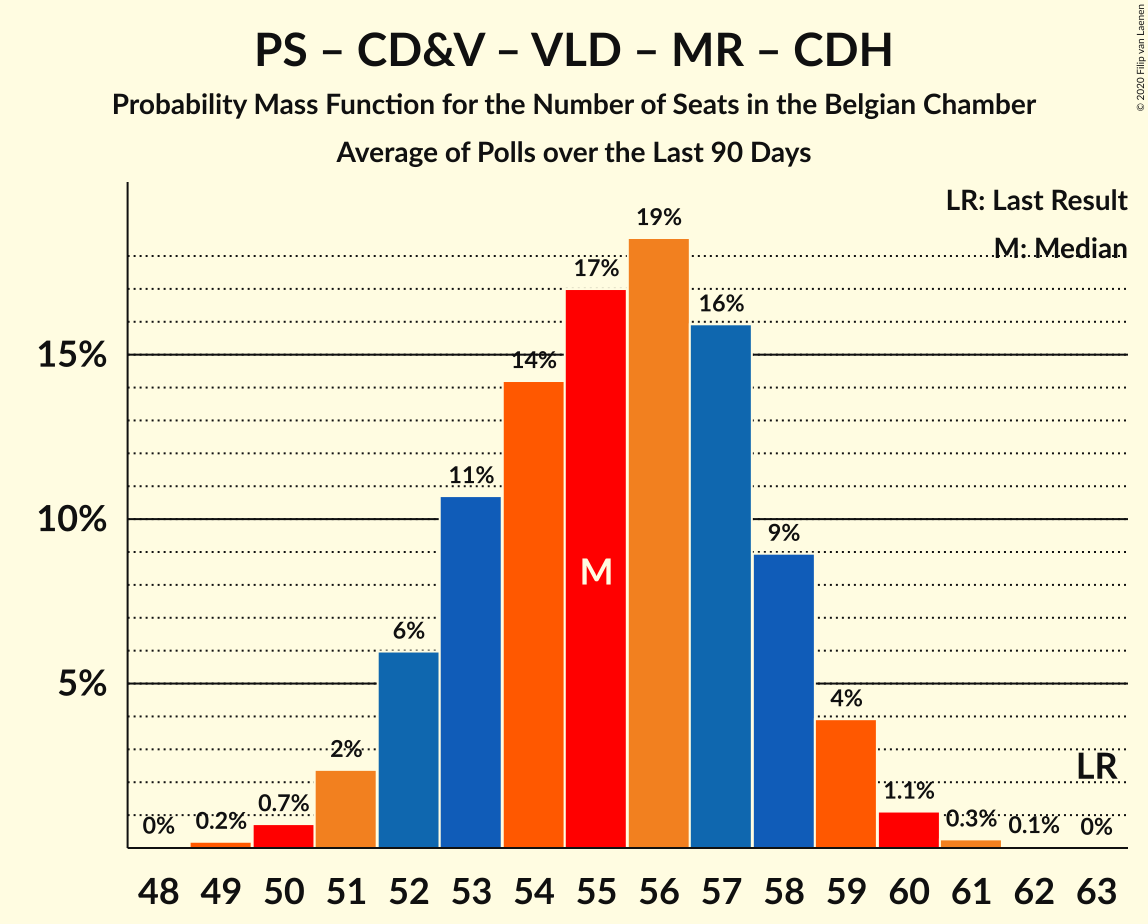 PS – CD&V – VLD – MR – CDH
Probability Mass Function for the Number of Seats in the Belgian Chamber
Average of Polls over the Last 90 Days
© 2020 Filip van Laenen
LR: Last Result
M: Median
15%
10%
5%
0%
0.2%
0.7%
2%
6%
11%
14%
17%
19%
16%
9%
4%
1.1%
0.3%
0.1%
0%
M
LR
48 49 50 51 52 53 54 55 56 57 58 59 60 61 62 63